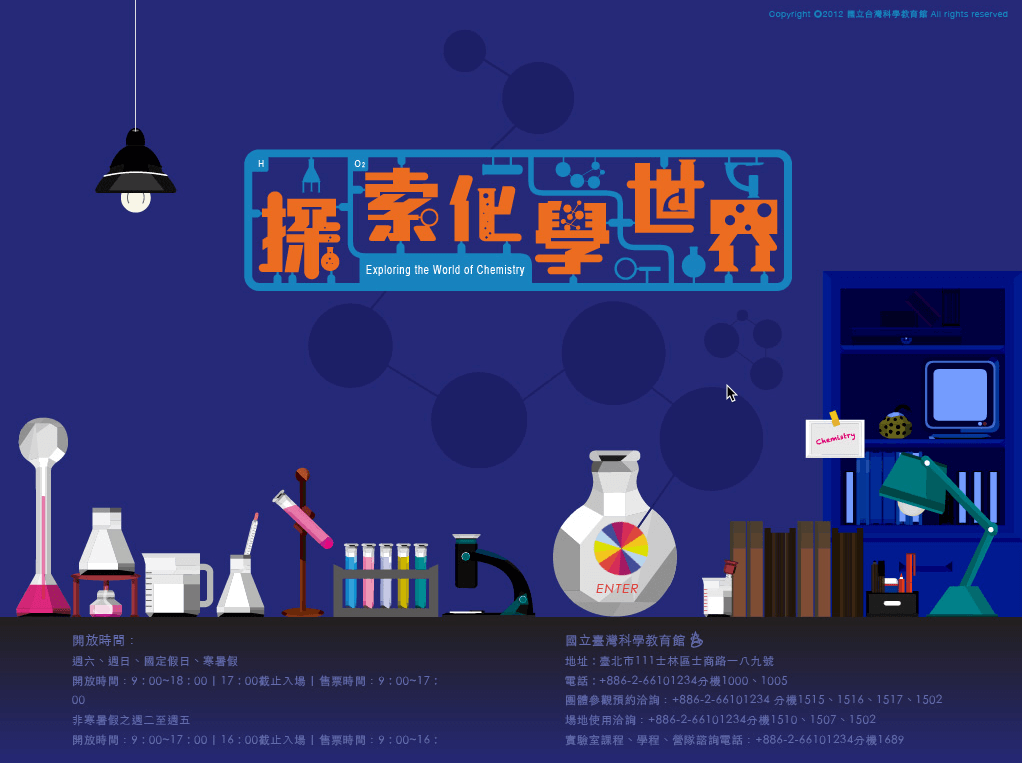 Copyright ©2012 國立台灣科學教育館 All rights reserved
H
O₂
探索化學世界
Exploring the World of Chemistry
Chemistry
ENTER
開放時間：
週六、週日、國定假日、寒暑假
開放時間：9：00~18：00 | 17：00截止入場 | 售票時間：9：00~17：
00
非寒暑假之週二至週五
開放時間：9：00~17：00 | 16：00截止入場 | 售票時間：9：00~16：
國立臺灣科學教育館
地址：臺北市111士林區士商路一八九號
電話：+886-2-66101234分機1000、1005
團體參觀預約洽詢：+886-2-66101234 分機1515、1516、1517、1502
場地使用洽詢：+886-2-66101234分機1510、1507、1502
實驗室課程、學程、營隊諮詢電話：+886-2-66101234分機1689